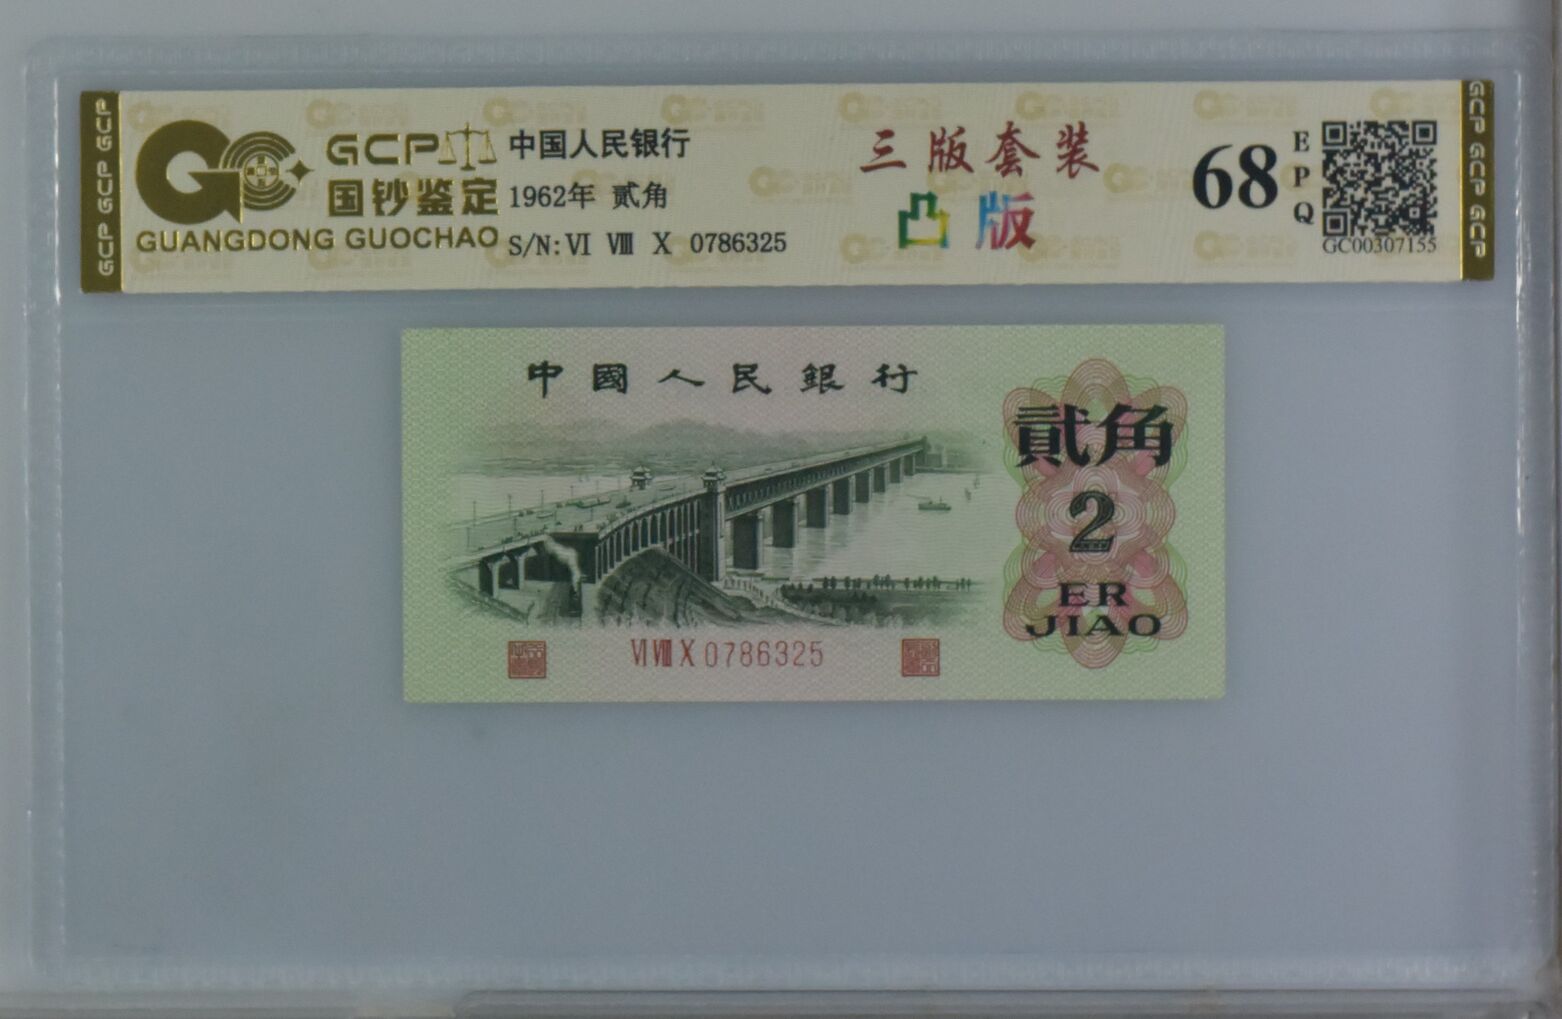 GCP GCP GCP
GCP
国钞鉴定
GUANGDONG GUOCHAO
中国人民银行
1962年 贰角
S/N: VI VIII X 0786325
三版套装
凸版
68
EPQ
GC00307155
GCP GCP GCP
中國人民銀行
貳角
2
ER
JIAO
VI VIII X 0786325